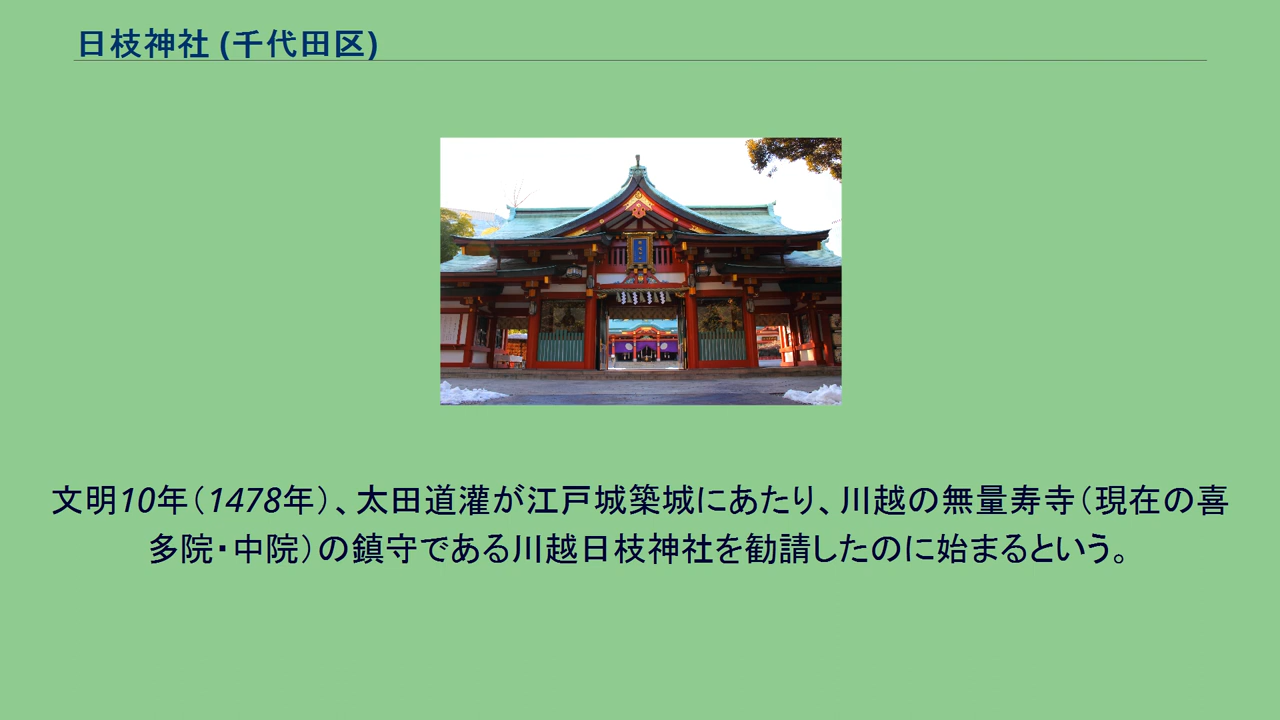 日枝神社 (千代田区)
文明10年（1478年）、太田道灌が江戸城築城にあたり、川越の無量寿寺（現在の喜
多院・中院）の鎮守である川越日枝神社を勧請したのに始まるという。